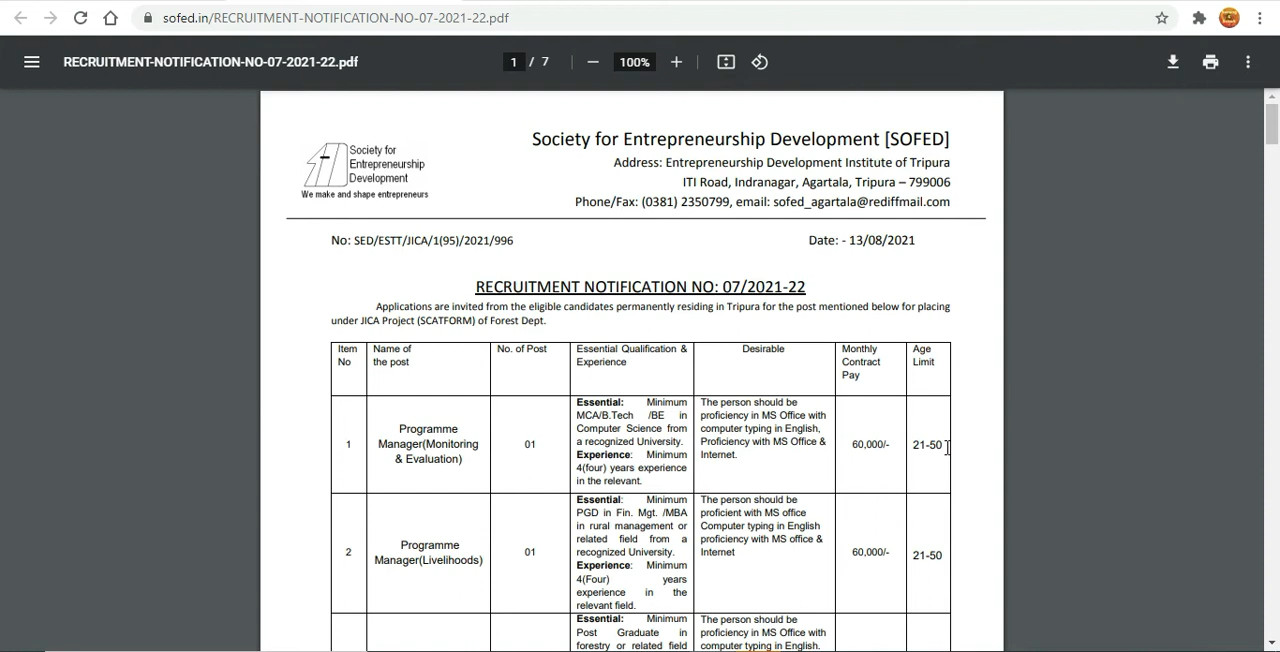 sofed.in/RECRUITMENT-NOTIFICATION-NO-07-2021-22.pdf
RECRUITMENT-NOTIFICATION-NO-07-2021-22.pdf
1 / 7
100%
Society for
Entrepreneurship
Development
We make and shape entrepreneurs
Society for Entrepreneurship Development [SOFED]
Address: Entrepreneurship Development Institute of Tripura
ITI Road, Indranagar, Agartala, Tripura – 799006
Phone/Fax: (0381) 2350799, email: sofed_agartala@rediffmail.com
No: SED/ESTT/JICA/1(95)/2021/996
Date: - 13/08/2021
RECRUITMENT NOTIFICATION NO: 07/2021-22
Applications are invited from the eligible candidates permanently residing in Tripura for the post mentioned below for placing
under JICA Project (SCATFORM) of Forest Dept.
Item
No
Name of
the post
No. of Post
Essential Qualification &
Experience
Desirable
Monthly
Contract
Pay
Age
Limit
1
Programme
Manager(Monitoring
& Evaluation)
01
Essential: Minimum
MCA/B.Tech /BE in
Computer Science from
a recognized University.
Experience: Minimum
4(four) years experience
in the relevant.
The person should be
proficiency in MS Office with
computer typing in English,
Proficiency with MS Office &
Internet.
60,000/-
21-50
2
Programme
Manager(Livelihoods)
01
Essential: Minimum
PGD in Fin. Mgt. /MBA
in rural management or
related field from a
recognized University.
Experience: Minimum
4(Four) years
experience in the
relevant field.
The person should be
proficient with MS office
Computer typing in English
proficiency with MS office &
Internet
60,000/-
21-50
Essential: Minimum
Post Graduate in
forestry or related field
The person should be
proficiency in MS Office with
computer typing in English.